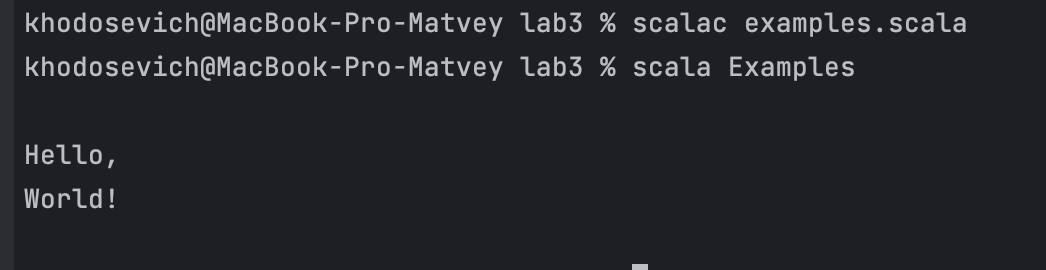 khodosevich@MacBook-Pro-Matvey lab3 % scalac examples.scala
khodosevich@MacBook-Pro-Matvey lab3 % scala Examples
Hello,
World!